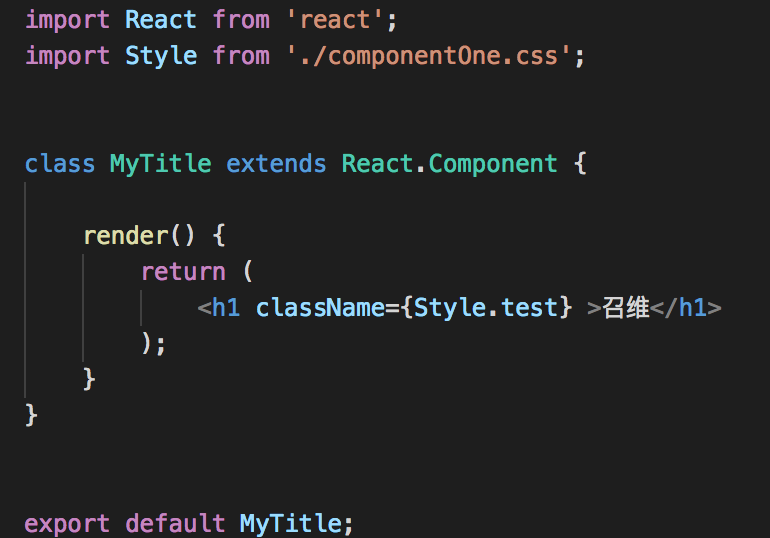 import React from 'react';
import Style from './componentOne.css';
class MyTitle extends React.Component {
render() {
return (
<h1 className={Style.test} >召维</h1>
);
}
}
export default MyTitle;